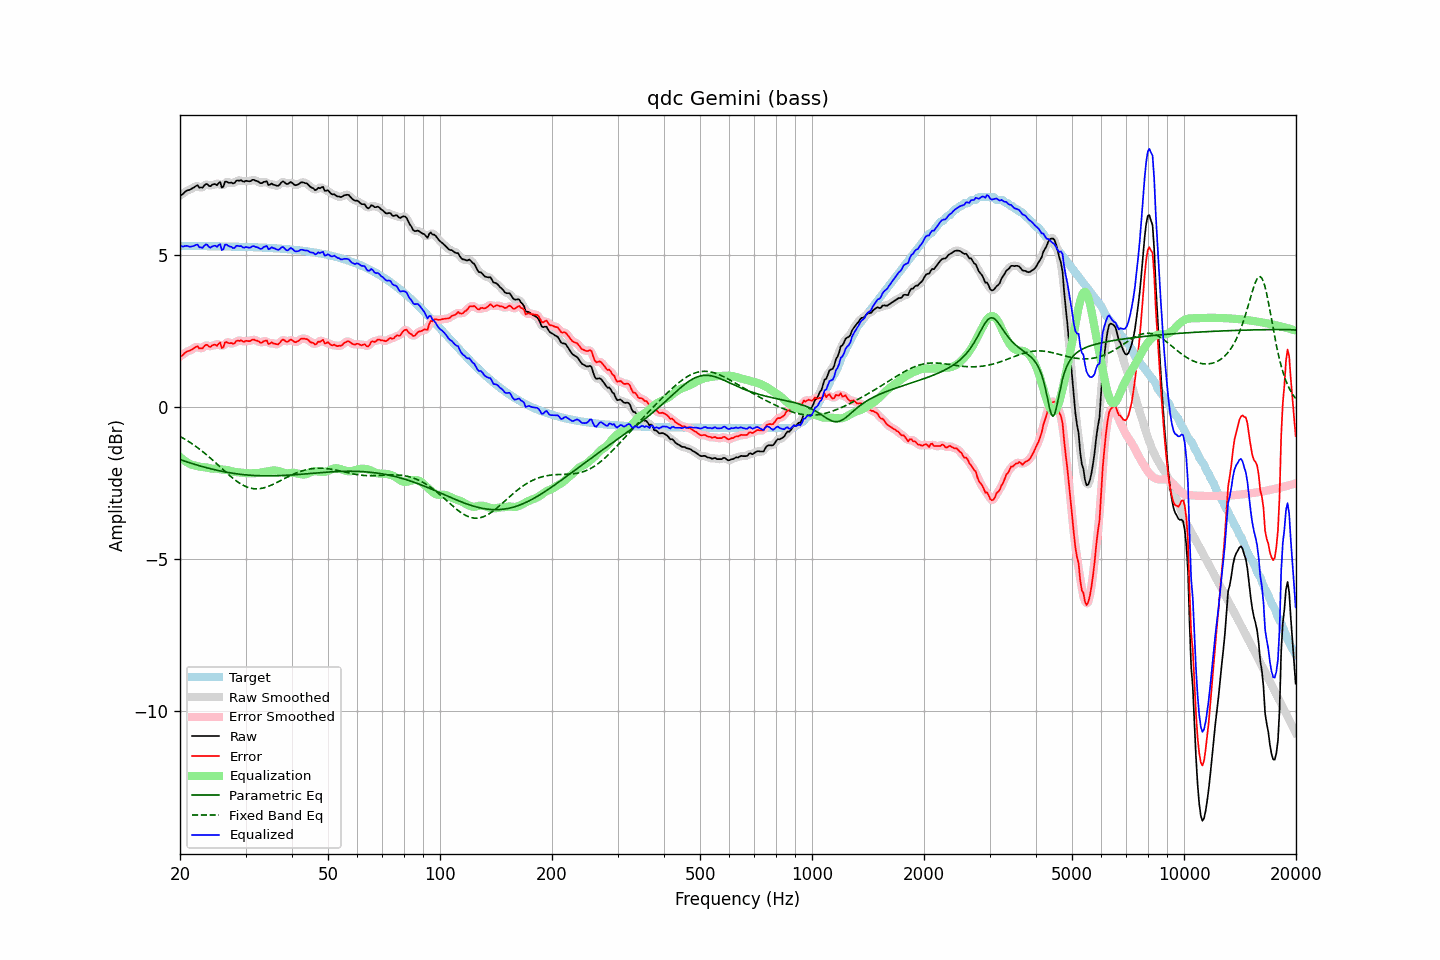 qdc Gemini (bass)
Amplitude (dBr)
5
0
−5
−10
Target
Raw Smoothed
Error Smoothed
Raw
Error
Equalization
Parametric Eq
Fixed Band Eq
Equalized
20 50 100 200 500 1000 2000 5000 10000 20000
Frequency (Hz)